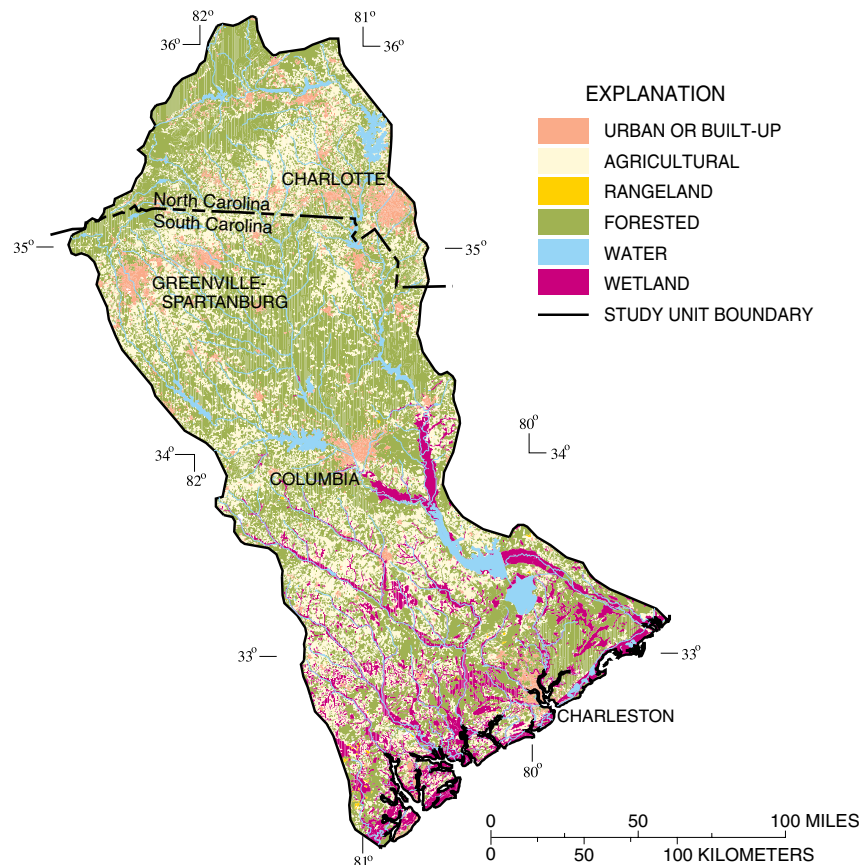 82°
81°
36°
36°
EXPLANATION
URBAN OR BUILT-UP
AGRICULTURAL
RANGELAND
FORESTED
WATER
WETLAND
STUDY UNIT BOUNDARY
CHARLOTTE
North Carolina
South Carolina
35°
35°
GREENVILLE-
SPARTANBURG
80°
34°
34°
82°
COLUMBIA
33°
33°
CHARLESTON
80°
81°
0 50 100 MILES
0 50 100 KILOMETERS